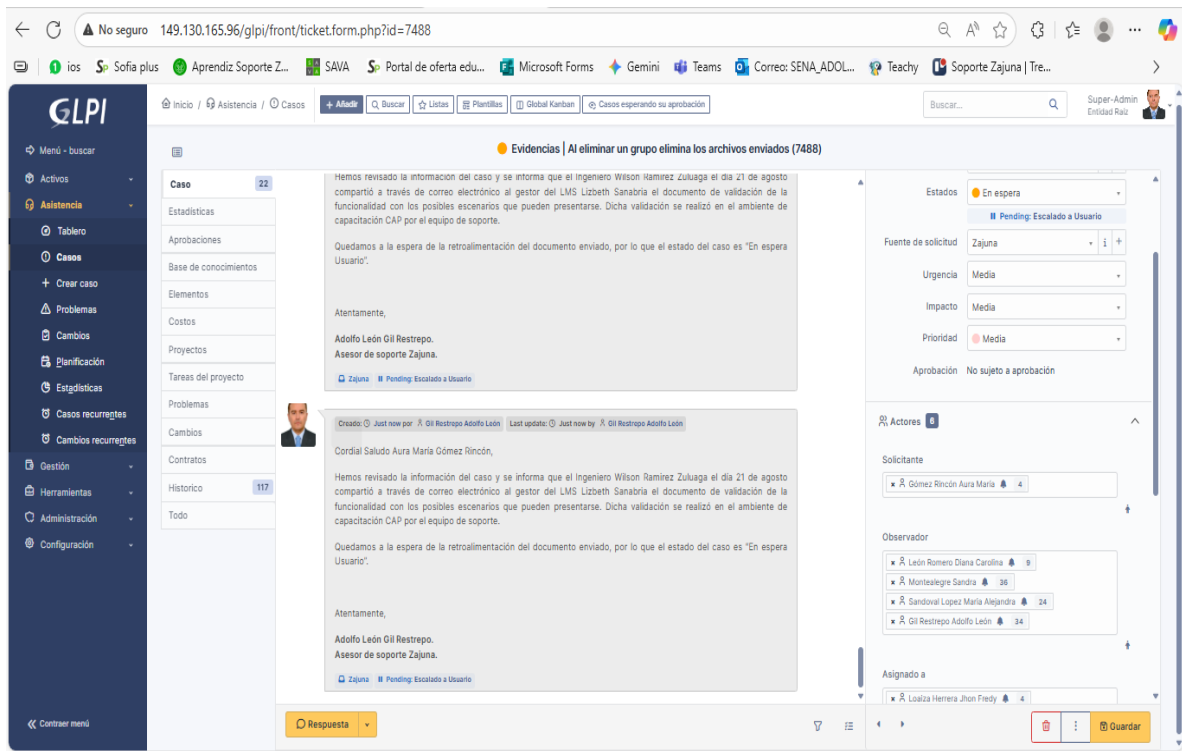 No seguro 149.130.165.96/glpi/front/ticket.form.php?id=7488
ios Sofia plus Aprendiz Soporte Z... SAVA Portal de oferta edu... Microsoft Forms Gemini Teams Correo: SENA_ADOL... Teachy Soporte Zajuna | Tre...
GLPI
Inicio / Asistencia / Casos + Añadir Buscar Listas Plantillas Global Kanban Casos esperando su aprobación Buscar... Super-Admin
Entidad Raíz
Menú - buscar
Activos
Asistencia
Tablero
Casos
+ Crear caso
Problemas
Cambios
Planificación
Estadísticas
Casos recurrentes
Cambios recurrentes
Gestión
Herramientas
Administración
Configuración
Contraer menú
Evidencias | Al eliminar un grupo elimina los archivos enviados (7488)
Caso 22
Estadísticas
Aprobaciones
Base de conocimientos
Elementos
Costos
Proyectos
Tareas del proyecto
Problemas
Cambios
Contratos
Historico 117
Todo
Hemos revisado la información del caso y se informa que el Ingeniero Wilson Ramirez Zuluaga el día 21 de agosto
compartió a través de correo electrónico al gestor del LMS Lizbeth Sanabria el documento de validación de la
funcionalidad con los posibles escenarios que pueden presentarse. Dicha validación se realizó en el ambiente de
capacitación CAP por el equipo de soporte.
Quedamos a la espera de la retroalimentación del documento enviado, por lo que el estado del caso es "En espera
Usuario".
Atentamente,
Adolfo León Gil Restrepo.
Asesor de soporte Zajuna.
Zajuna Pending: Escalado a Usuario
Creado: Just now por Gil Restrepo Adolfo León Last update: Just now by Gil Restrepo Adolfo León
Cordial Saludo Aura María Gómez Rincón,
Hemos revisado la información del caso y se informa que el Ingeniero Wilson Ramirez Zuluaga el día 21 de agosto
compartió a través de correo electrónico al gestor del LMS Lizbeth Sanabria el documento de validación de la
funcionalidad con los posibles escenarios que pueden presentarse. Dicha validación se realizó en el ambiente de
capacitación CAP por el equipo de soporte.
Quedamos a la espera de la retroalimentación del documento enviado, por lo que el estado del caso es "En espera
Usuario".
Atentamente,
Adolfo León Gil Restrepo.
Asesor de soporte Zajuna.
Zajuna Pending: Escalado a Usuario
Respuesta
Estados En espera
Pending: Escalado a Usuario
Fuente de solicitud Zajuna
Urgencia Media
Impacto Media
Prioridad Media
Aprobación No sujeto a aprobación
Actores 6
Solicitante
x Gómez Rincón Aura Maria 4
Observador
x León Romero Diana Carolina 9
x Montealegre Sandra 36
x Sandoval Lopez Maria Alejandra 24
x Gil Restrepo Adolfo León 34
Asignado a
x Loaiza Herrera Jhon Fredy 4
Guardar